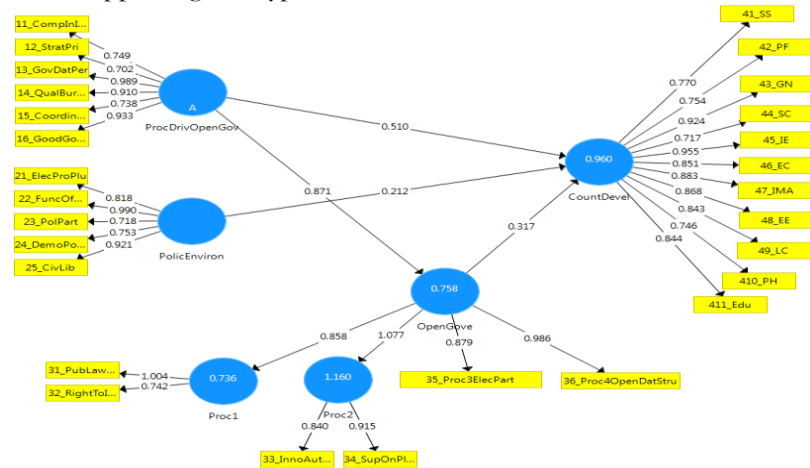 11_CompInI...
12_StratPri
13_GovDatPer
14_QualBur...
15_Coordin...
16_GoodGo...
0.749
0.702
0.989
0.910
0.738
0.933
A
ProcDrivOpenGov
21_ElecProPlu
22_FuncOf...
23_PolPart
24_DemoPo...
25_CivLib
0.818
0.990
0.718
0.753
0.921
PolicEnviron
0.510
0.212
0.871
0.317
0.960
CountDevel
0.770
0.754
0.924
0.717
0.955
0.851
0.883
0.868
0.843
0.746
0.844
41_SS
42_PF
43_GN
44_SC
45_IE
46_EC
47_IMA
48_EE
49_LC
410_PH
411_Edu
0.758
OpenGove
0.858
1.077
0.879
0.986
31_PubLaw...
32_RightToI...
1.004
0.742
0.736
Proc1
1.160
Proc2
35_Proc3ElecPart
36_Proc4OpenDatStru
0.840
0.915
33_InnoAut...
34_SupOnPl...